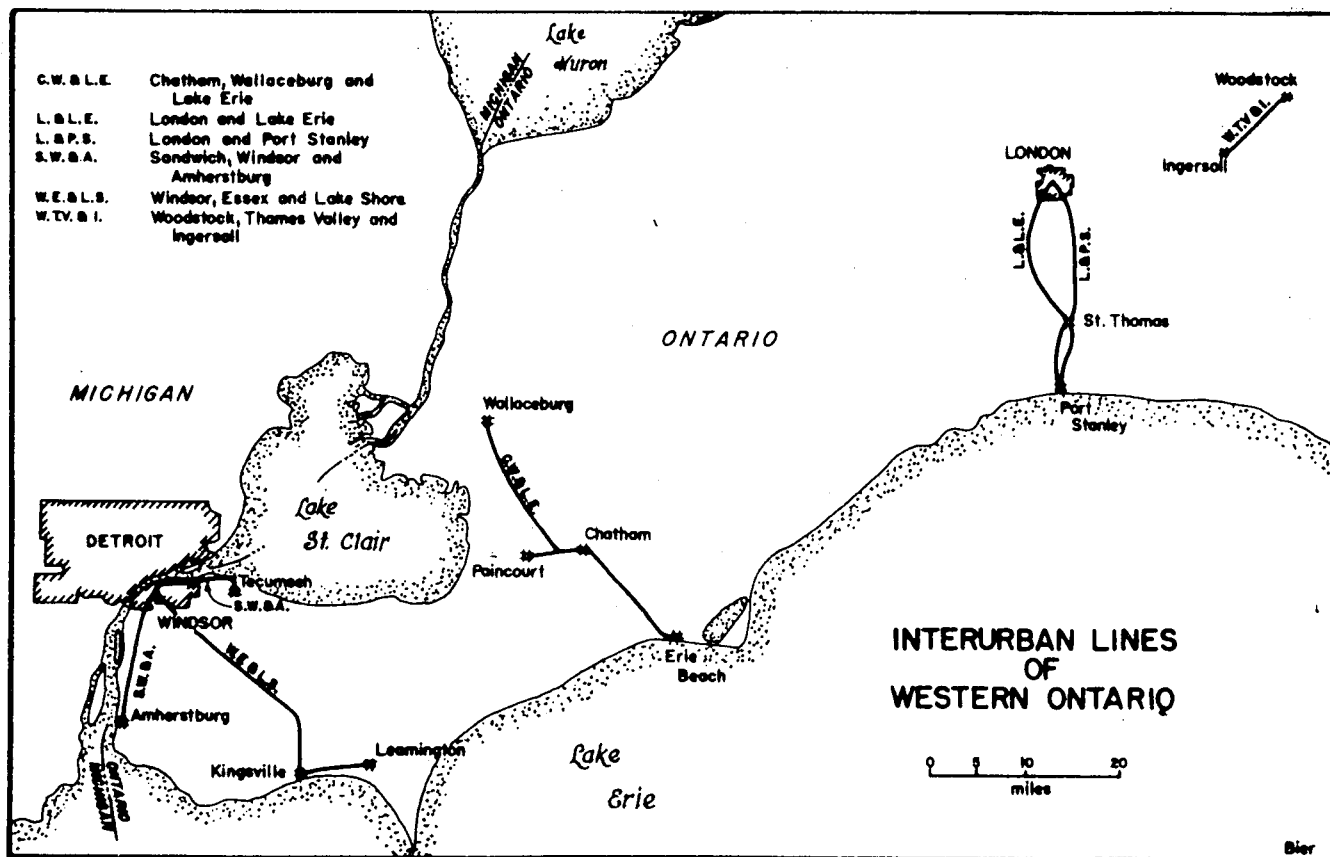 C.W. & L.E. Chatham, Wallaceburg and
Lake Erie
L. & L.E. London and Lake Erie
L. & P.S. London and Port Stanley
S.W. & A. Sandwich, Windsor and
Amherstburg
W.E. & L.S. Windsor, Essex and Lake Shore
W.T.V. & I. Woodstock, Thames Valley and
Ingersoll
Lake
Huron
MICHIGAN
ONTARIO
Woodstock
W.T.V & I.
Ingersoll
LONDON
L.& L.E.
L.& P.S.
St. Thomas
Port
Stanley
ONTARIO
MICHIGAN
Wallaceburg
C.W.& L.E.
Chatham
Paincourt
Lake
St. Clair
DETROIT
Tecumseh
S.W.& A.
WINDSOR
W.E.& L.S.
S.W.& A.
Amherstburg
Kingsville
Leamington
ONTARIO
MICHIGAN
Erie
Beach
Lake
Erie
INTERURBAN LINES
OF
WESTERN ONTARIO
0 5 10 20
miles
Bier